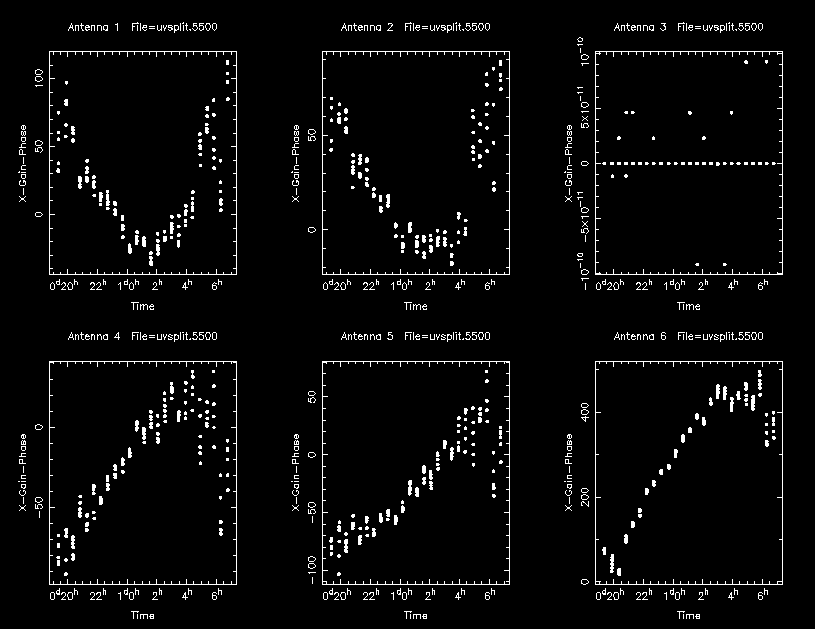 Antenna 1 File=uvsplit.5500
Antenna 2 File=uvsplit.5500
Antenna 3 File=uvsplit.5500
X-Gain-Phase
100
50
0
0ᵈ20ʰ 22ʰ 1ᵈ0ʰ 2ʰ 4ʰ 6ʰ
Time
X-Gain-Phase
50
0
0ᵈ20ʰ 22ʰ 1ᵈ0ʰ 2ʰ 4ʰ 6ʰ
Time
X-Gain-Phase
10⁻¹⁰
5×10⁻¹¹
0
−5×10⁻¹¹
−10⁻¹⁰
0ᵈ20ʰ 22ʰ 1ᵈ0ʰ 2ʰ 4ʰ 6ʰ
Time
Antenna 4 File=uvsplit.5500
Antenna 5 File=uvsplit.5500
Antenna 6 File=uvsplit.5500
X-Gain-Phase
0
−50
0ᵈ20ʰ 22ʰ 1ᵈ0ʰ 2ʰ 4ʰ 6ʰ
Time
X-Gain-Phase
50
0
−50
−100
0ᵈ20ʰ 22ʰ 1ᵈ0ʰ 2ʰ 4ʰ 6ʰ
Time
X-Gain-Phase
400
200
0
0ᵈ20ʰ 22ʰ 1ᵈ0ʰ 2ʰ 4ʰ 6ʰ
Time